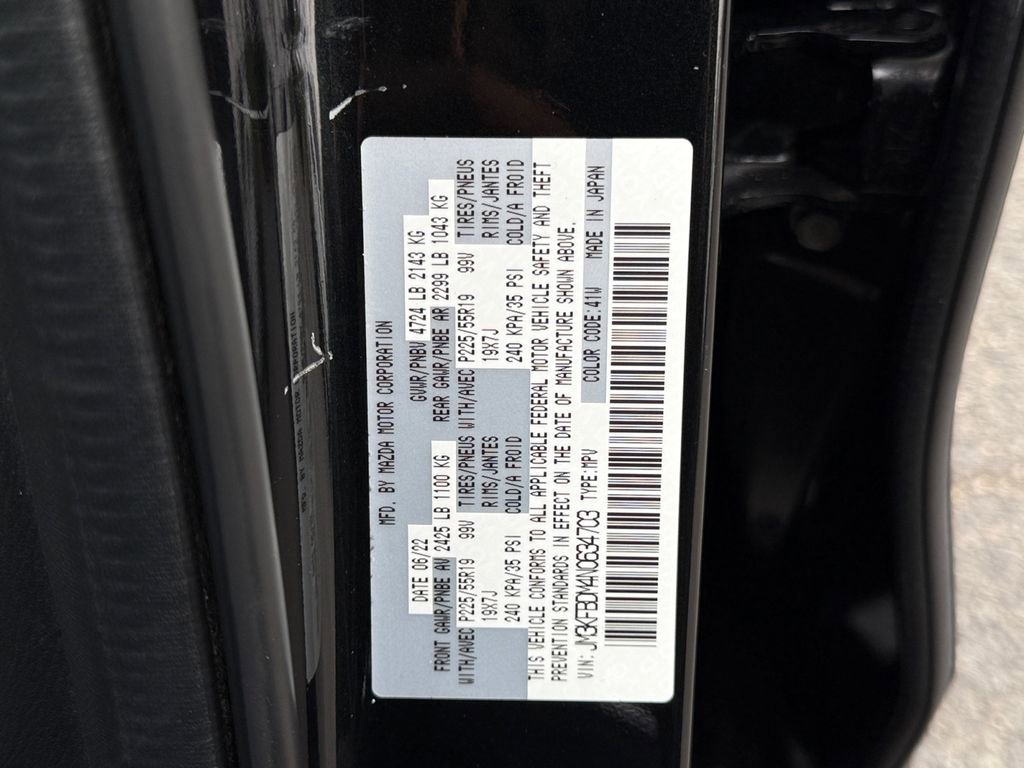 MFD. BY MAZDA MOTOR CORPORATION
DATE 06/22 GVWR/PNBV 4724 LB 2143 KG
FRONT GAWR/PNBE AV 2425 LB 1100 KG REAR GAWR/PNBE AR 2299 LB 1043 KG
WITH/AVEC P225/55R19 99V TIRES/PNEUS WITH/AVEC P225/55R19 99V TIRES/PNEUS
19X7J RIMS/JANTES 19X7J RIMS/JANTES
240 KPA/35 PSI COLD/A FROID 240 KPA/35 PSI COLD/A FROID
THIS VEHICLE CONFORMS TO ALL APPLICABLE FEDERAL MOTOR VEHICLE SAFETY AND THEFT
PREVENTION STANDARDS IN EFFECT ON THE DATE OF MANUFACTURE SHOWN ABOVE.
VIN: JM3KFBDM4N0634703 TYPE:MPV COLOR CODE:41W MADE IN JAPAN